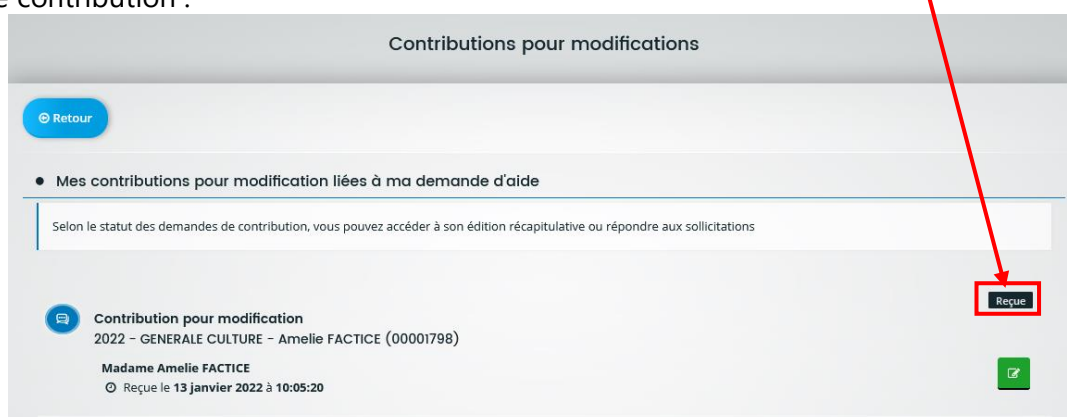 e contribution :
Contributions pour modifications
Retour
Mes contributions pour modification liées à ma demande d'aide
Selon le statut des demandes de contribution, vous pouvez accéder à son édition récapitulative ou répondre aux sollicitations
Reçue
Contribution pour modification
2022 - GENERALE CULTURE - Amelie FACTICE (00001798)
Madame Amelie FACTICE
Reçue le 13 janvier 2022 à 10:05:20